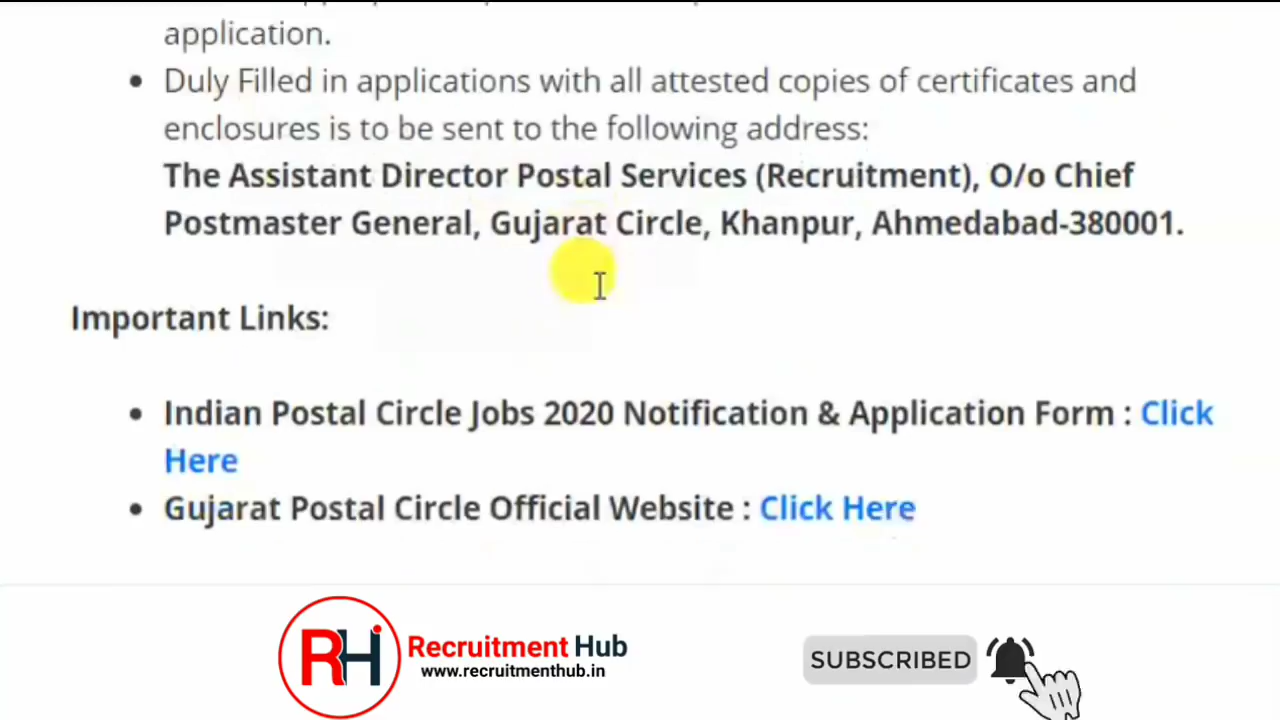 application.
• Duly Filled in applications with all attested copies of certificates and
enclosures is to be sent to the following address:
The Assistant Director Postal Services (Recruitment), O/o Chief
Postmaster General, Gujarat Circle, Khanpur, Ahmedabad-380001.
Important Links:
• Indian Postal Circle Jobs 2020 Notification & Application Form : Click
Here
• Gujarat Postal Circle Official Website : Click Here
RH
Recruitment Hub
www.recruitmenthub.in
SUBSCRIBED